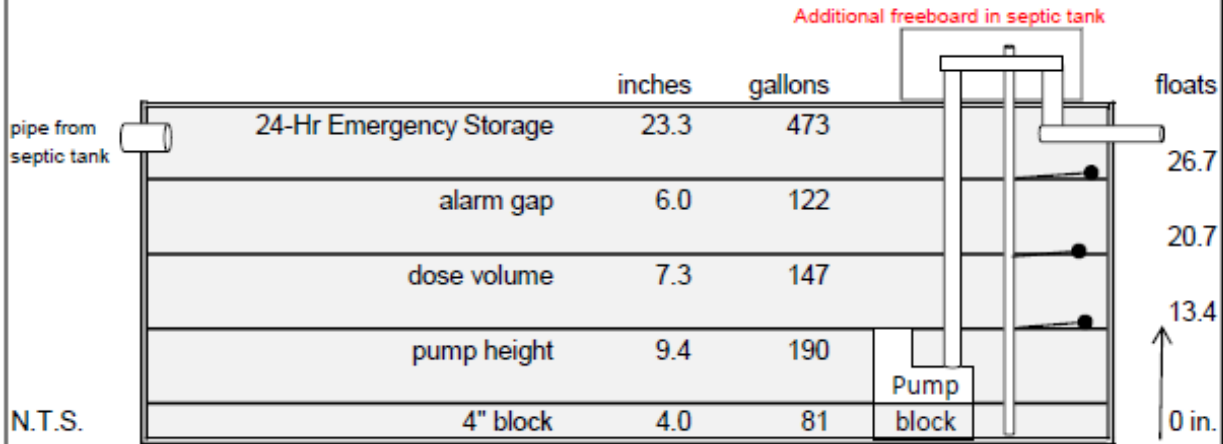 Additional freeboard in septic tank
inches gallons floats
pipe from
septic tank
24-Hr Emergency Storage 23.3 473
26.7
alarm gap 6.0 122
20.7
dose volume 7.3 147
13.4
pump height 9.4 190
Pump
N.T.S. 4" block 4.0 81 block 0 in.